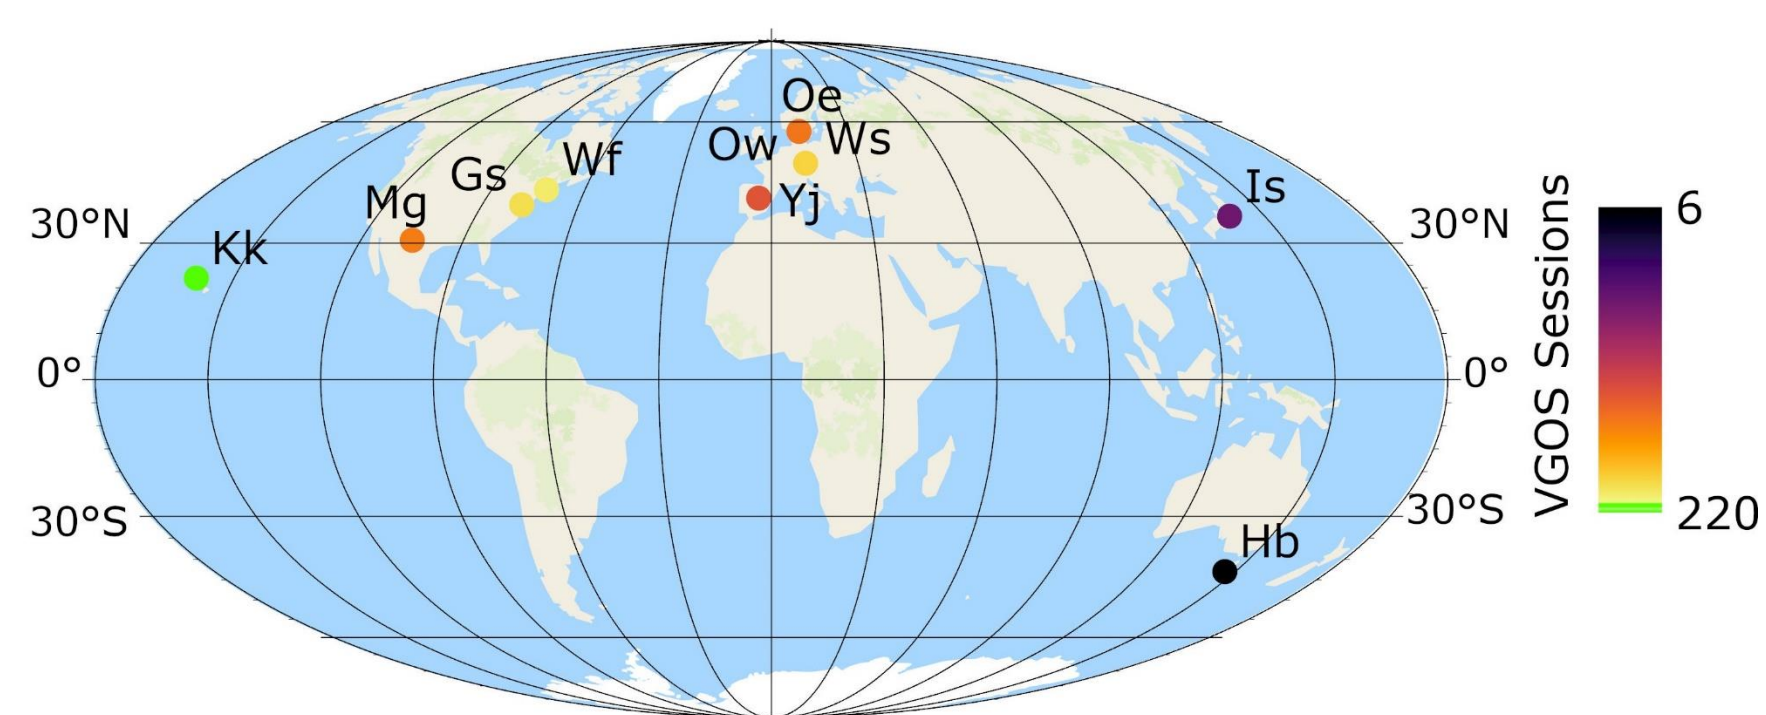 Oe
Ow
Ws
Gs
Wf
Mg
Yj
Is
30°N
30°N
Kk
0°
0°
30°S
30°S
Hb
VGOS Sessions
6
220